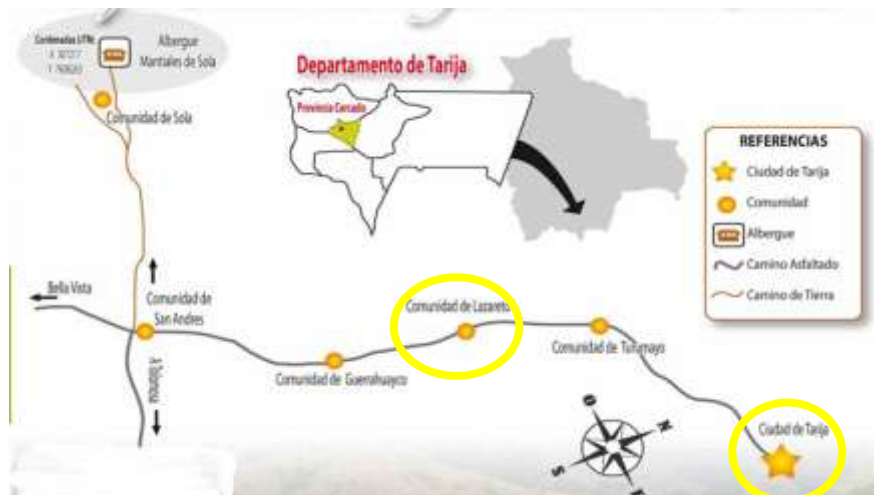 Albergue
Mantiales de Sola
Comunidad de Sola
Departamento de Tarija
Provincia Cercado
REFERENCIAS
Ciudad de Tarija
Comunidad
Albergue
Camino Asfaltado
Camino de Tierra
Bella Vista
Comunidad de
San Andres
A
Comunidad de Guerrahuayco
Comunidad de Lazareto
Comunidad de Turumayo
Ciudad de Tarija
O
N
S